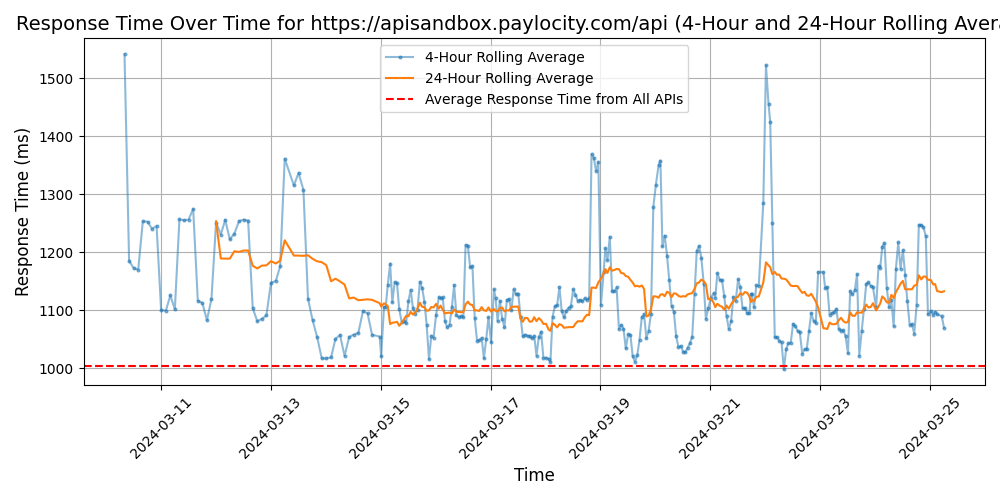 Response Time Over Time for https://apisandbox.paylocity.com/api (4-Hour and 24-Hour Rolling Avera
4-Hour Rolling Average
24-Hour Rolling Average
Average Response Time from All APIs
Response Time (ms)
1500
1400
1300
1200
1100
1000
2024-03-11
2024-03-13
2024-03-15
2024-03-17
2024-03-19
2024-03-21
2024-03-23
2024-03-25
Time